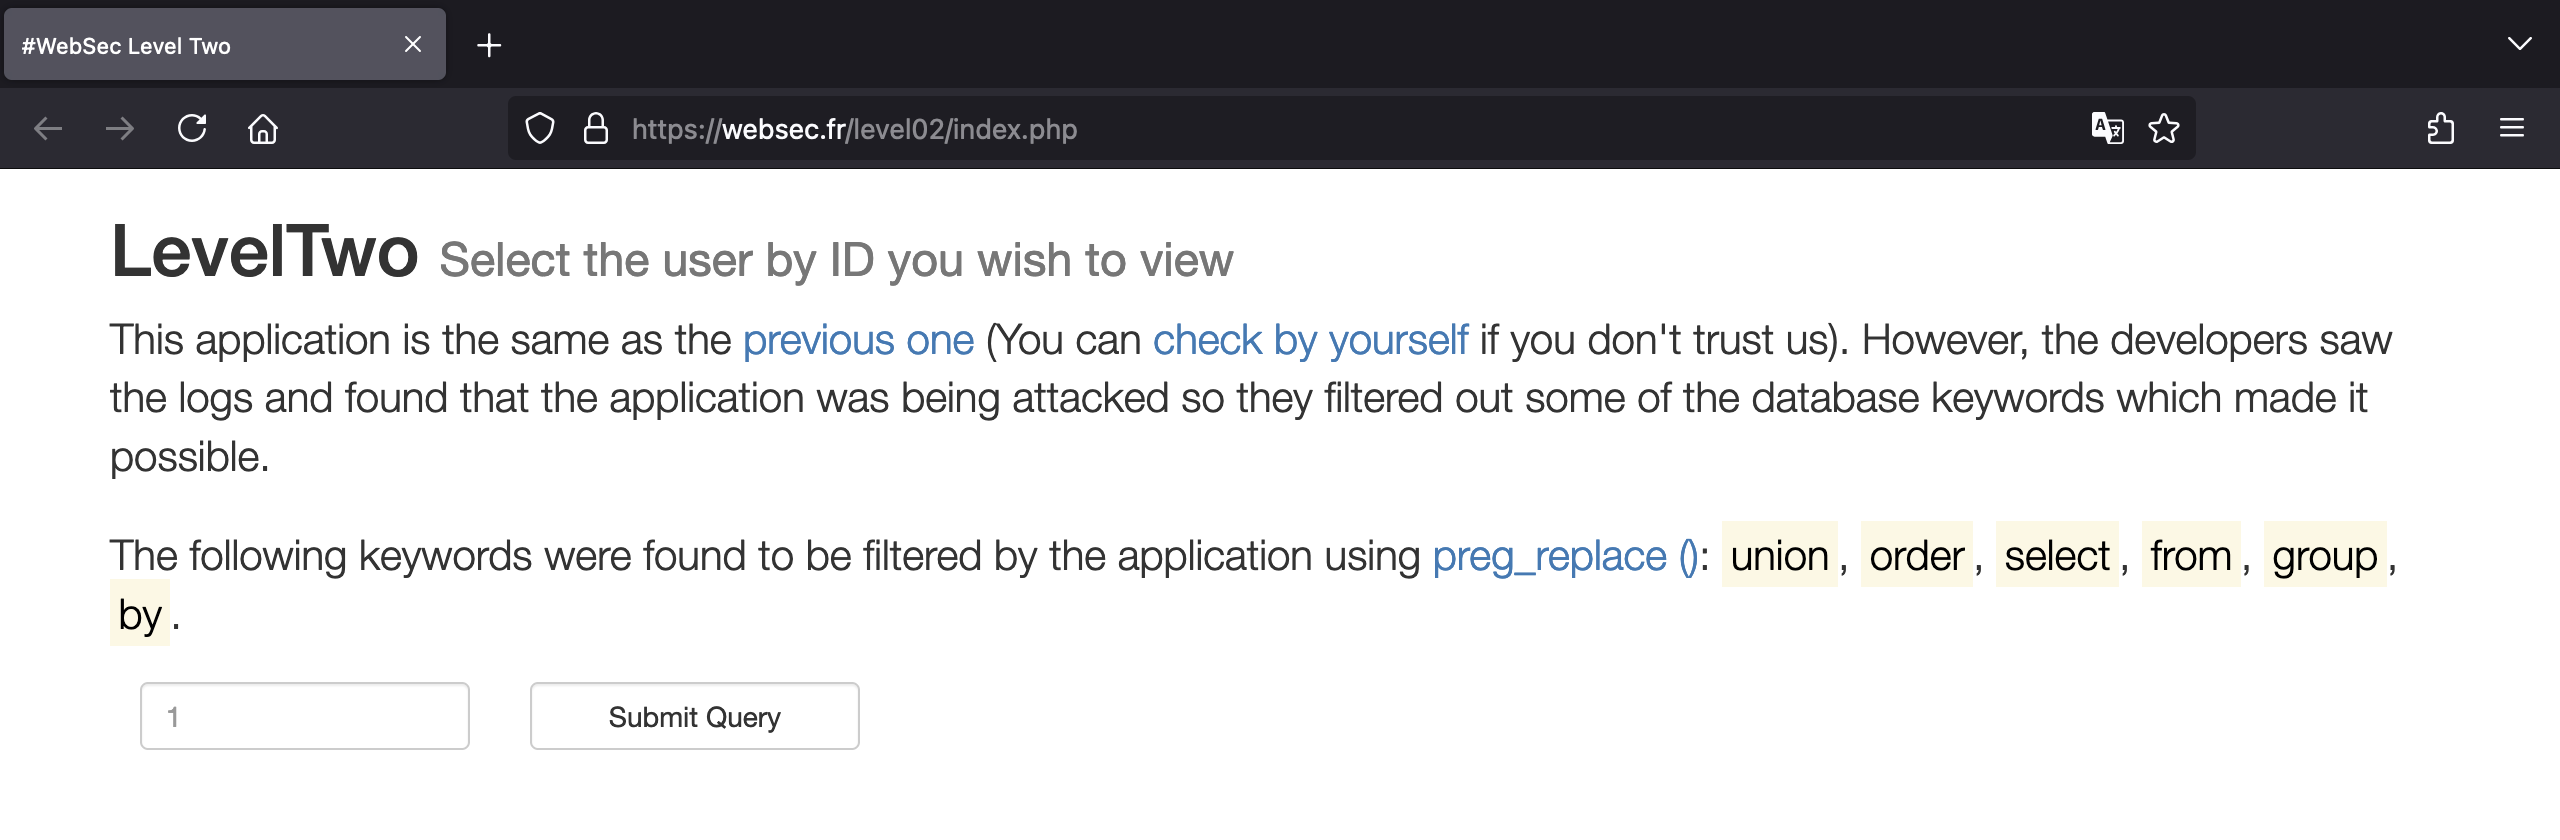 #WebSec Level Two
https://websec.fr/level02/index.php
LevelTwo Select the user by ID you wish to view
This application is the same as the previous one (You can check by yourself if you don't trust us). However, the developers saw
the logs and found that the application was being attacked so they filtered out some of the database keywords which made it
possible.
The following keywords were found to be filtered by the application using preg_replace (): union, order, select, from, group,
by.
1 Submit Query